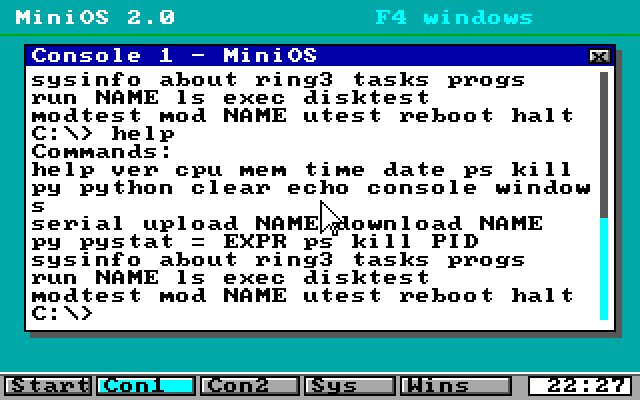 MiniOS 2.0 F4 windows
Console 1 - MiniOS
sysinfo about ring3 tasks progs
run NAME ls exec disktest
modtest mod NAME utest reboot halt
C:\> help
Commands:
help ver cpu mem time date ps kill
py python clear echo console window
s
serial upload NAME download NAME
py pystat = EXPR ps kill PID
sysinfo about ring3 tasks progs
run NAME ls exec disktest
modtest mod NAME utest reboot halt
C:\>
Start Con1 Con2 Sys Wins 22:27